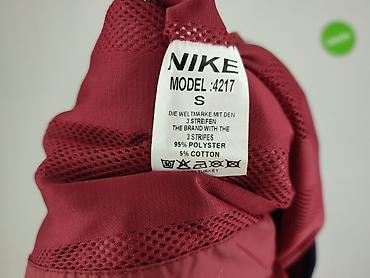 NIKE
MODEL :4217
S
DIE WELTMARKE MIT DEN
3 STREIFEN
THE BRAND WITH THE
3 STRIPES
95% POLYSTER
5% COTTON
TURKEY